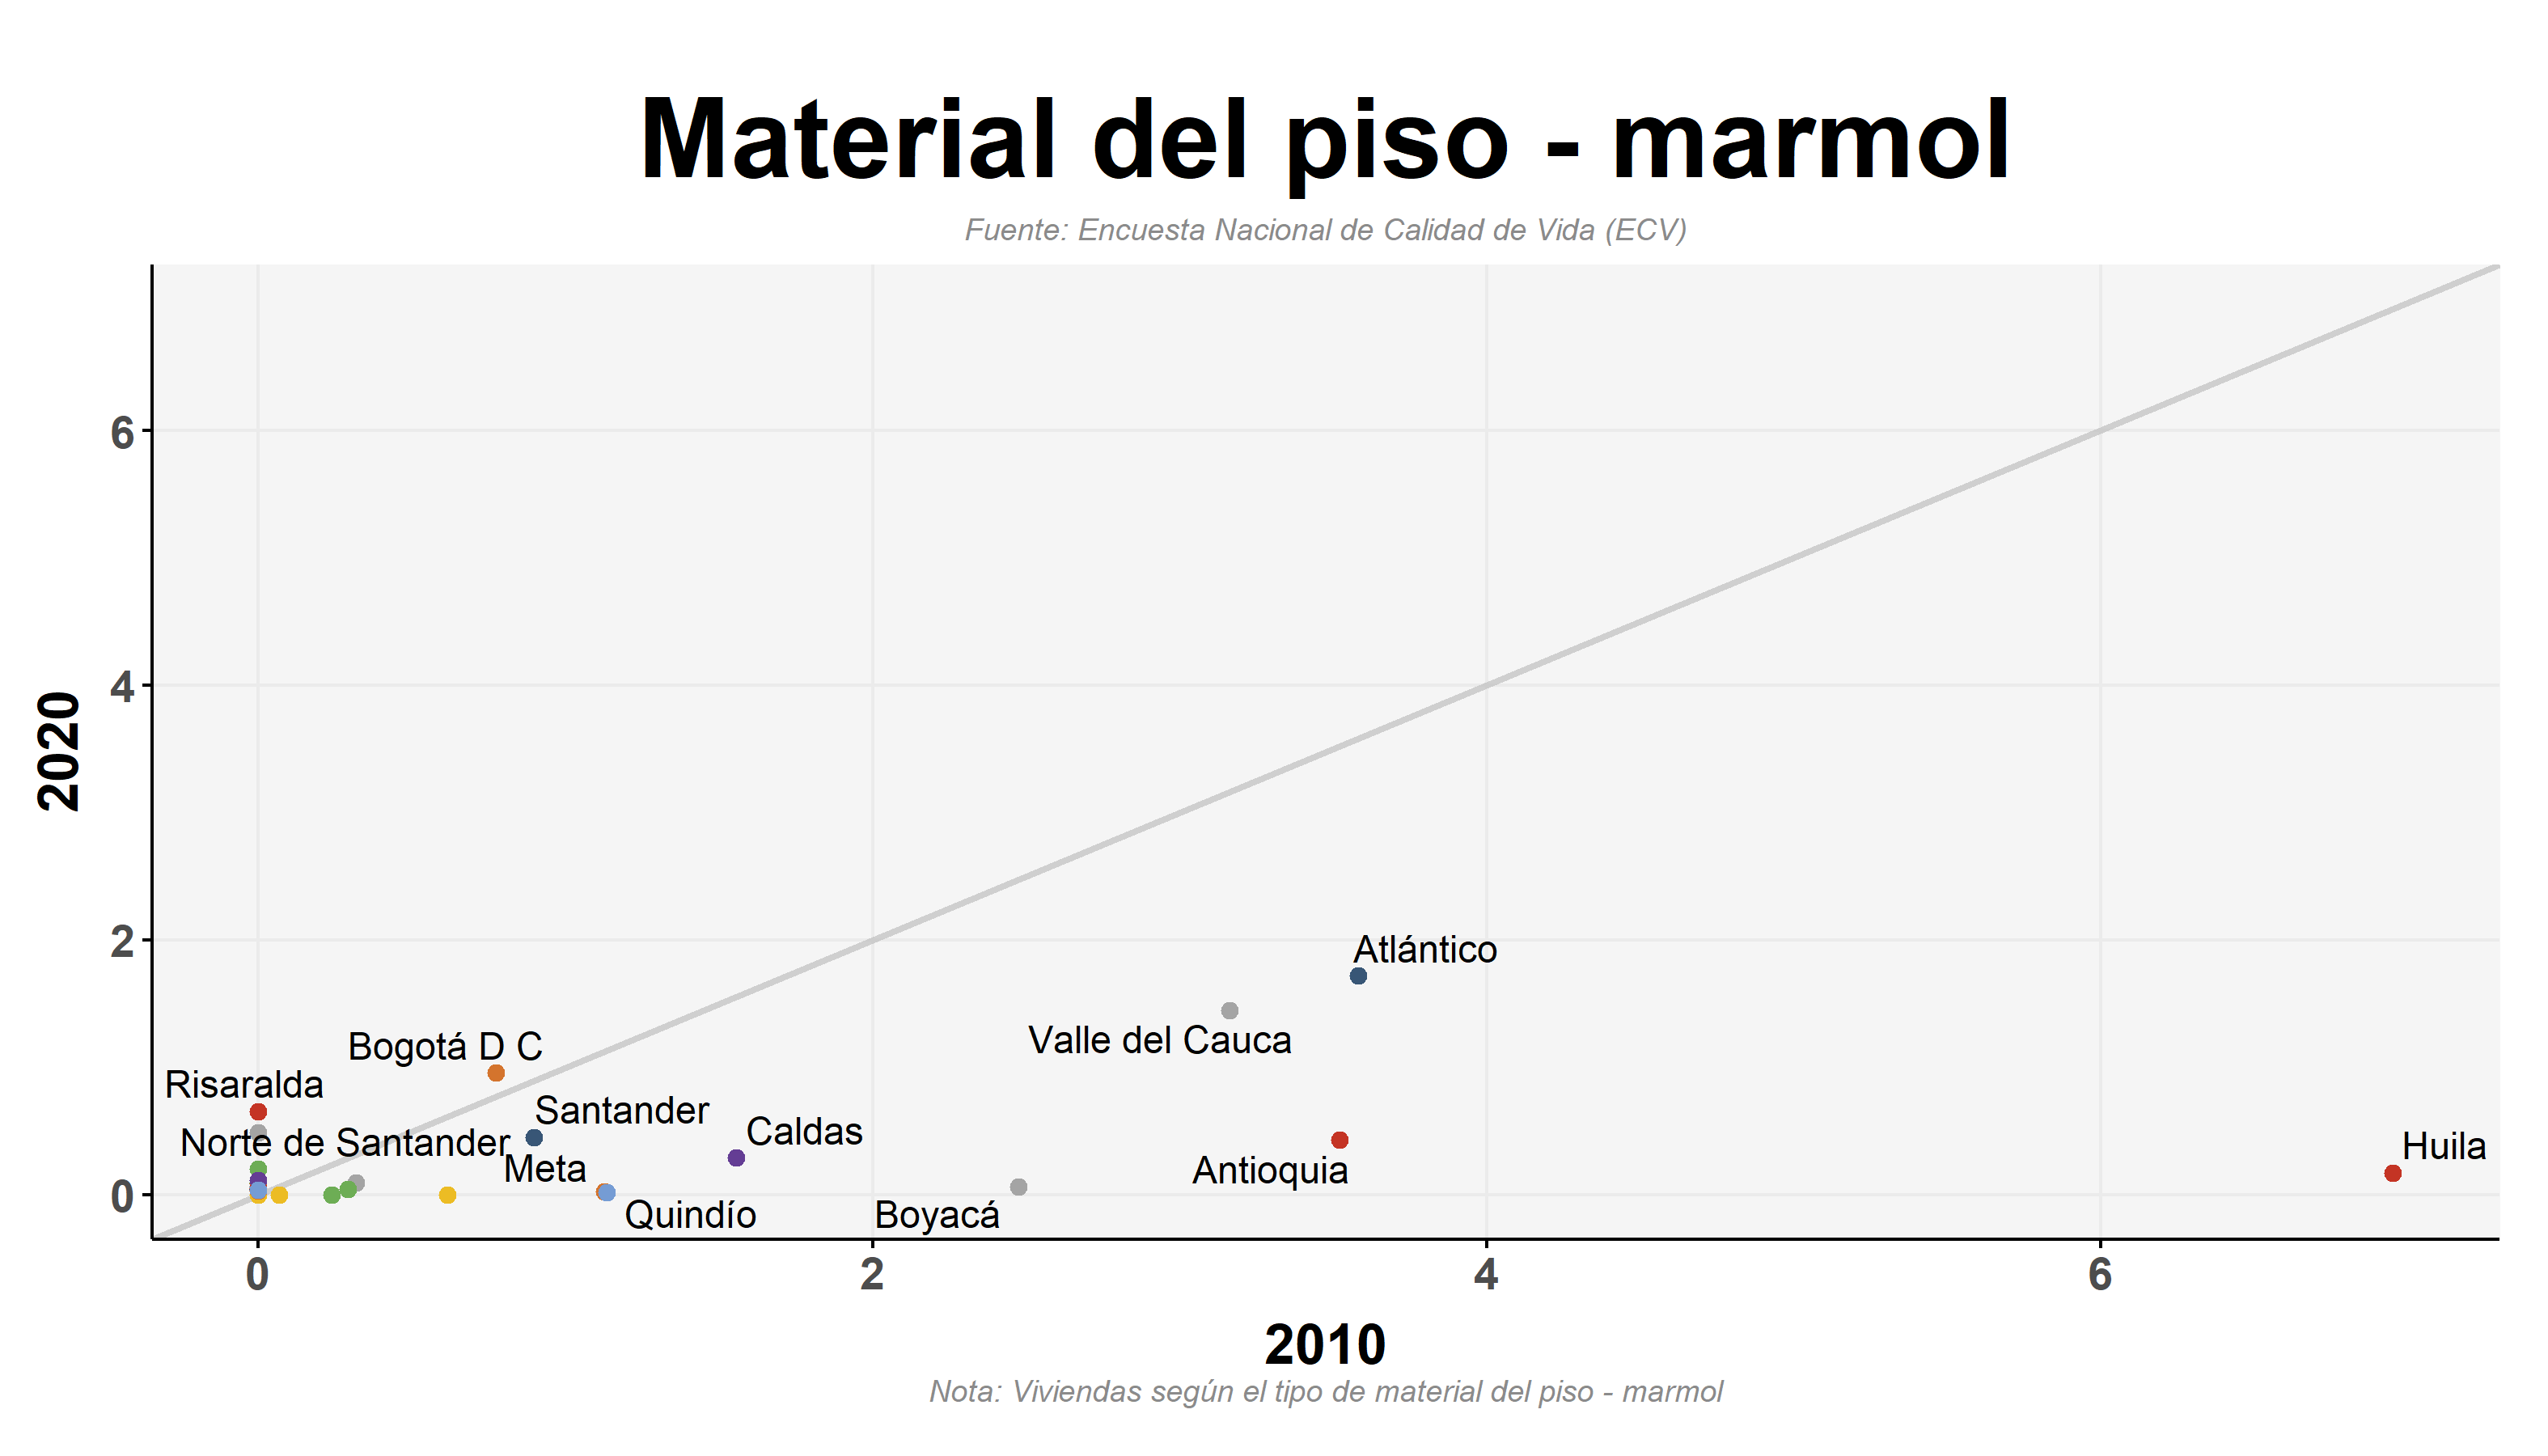 Material del piso - marmol
Fuente: Encuesta Nacional de Calidad de Vida (ECV)
2020
6
4
2
0
Atlántico
Valle del Cauca
Bogotá D C
Risaralda
Santander
Caldas
Norte de Santander
Meta
Antioquia
Huila
Quindío
Boyacá
0 2 4 6
2010
Nota: Viviendas según el tipo de material del piso - marmol